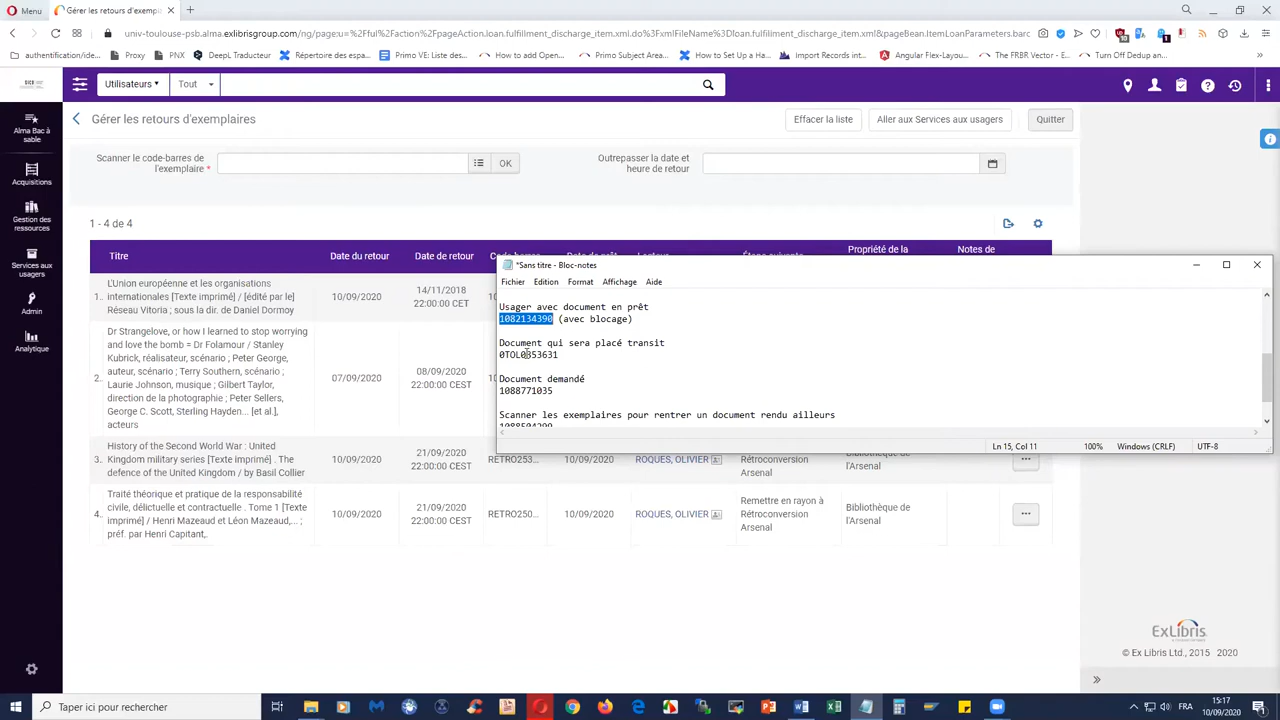 Menu
Gérer les retours d'exemplaires
univ-toulouse-psb.alma.exlibrisgroup.com/ng/page;u=%2Fful%2Faction%2FpageAction.loan.fulfillment_discharge_item.xml.do%3FxmlFileName%3Dloan.fulfillment_discharge_item.xml&pageBean.ItemLoanParameters.barc
authentification/ide...
Proxy
PNX
DeepL Traducteur
Répertoire des espa...
Primo VE: Liste des...
How to add Open...
Primo Subject Area...
How to Set Up a Ha...
Import Records int...
Angular Flex-Layou...
The FRBR Vector - E...
Turn Off Dedup an...
Utilisateurs
Tout
Alma Bac à sable
Acquisitions
Gestion des ressources
Services aux usagers
Admin
Analytique
Gérer les retours d'exemplaires
Effacer la liste
Aller aux Services aux usagers
Quitter
Scanner le code-barres de l'exemplaire *
OK
Outrepasser la date et heure de retour
1 - 4 de 4
Titre
Date du retour
Date de retour
Propriété de la
Notes de
1.
L'Union européenne et les organisations
internationales [Texte imprimé] / [édité par le]
Réseau Vitoria ; sous la dir. de Daniel Dormoy
10/09/2020
14/11/2018
22:00:00 CET
2.
Dr Strangelove, or how I learned to stop worrying
and love the bomb = Dr Folamour / Stanley
Kubrick, réalisateur, scénario ; Peter George,
auteur, scénario ; Terry Southern, scénario ;
Laurie Johnson, musique ; Gilbert Taylor,
direction de la photographie ; Peter Sellers,
George C. Scott, Sterling Hayden... [et al.],
acteurs
07/09/2020
08/09/2020
22:00:00 CEST
3.
History of the Second World War : United
Kingdom military series [Texte imprimé] . The
defence of the United Kingdom / by Basil Collier
10/09/2020
21/09/2020
22:00:00 CEST
RETRO253...
10/09/2020
ROQUES, OLIVIER
Rétroconversion
Arsenal
Bibliothèque de
l'Arsenal
4.
Traité théorique et pratique de la responsabilité
civile, délictuelle et contractuelle . Tome 1 [Texte
imprimé] / Henri Mazeaud et Léon Mazeaud,... ;
préf. par Henri Capitant,.
10/09/2020
21/09/2020
22:00:00 CEST
RETRO250...
10/09/2020
ROQUES, OLIVIER
Remettre en rayon à
Rétroconversion
Arsenal
Bibliothèque de
l'Arsenal
*Sans titre - Bloc-notes
Fichier Edition Format Affichage Aide
Usager avec document en prêt
1082134390 (avec blocage)
Document qui sera placé transit
0TOL0353631
Document demandé
1088771035
Scanner les exemplaires pour rentrer un document rendu ailleurs
1088504299
Ln 15, Col 11
100%
Windows (CRLF)
UTF-8
ExLibris
© Ex Libris Ltd., 2015 2020
Taper ici pour rechercher
FRA
15:17
10/09/2020